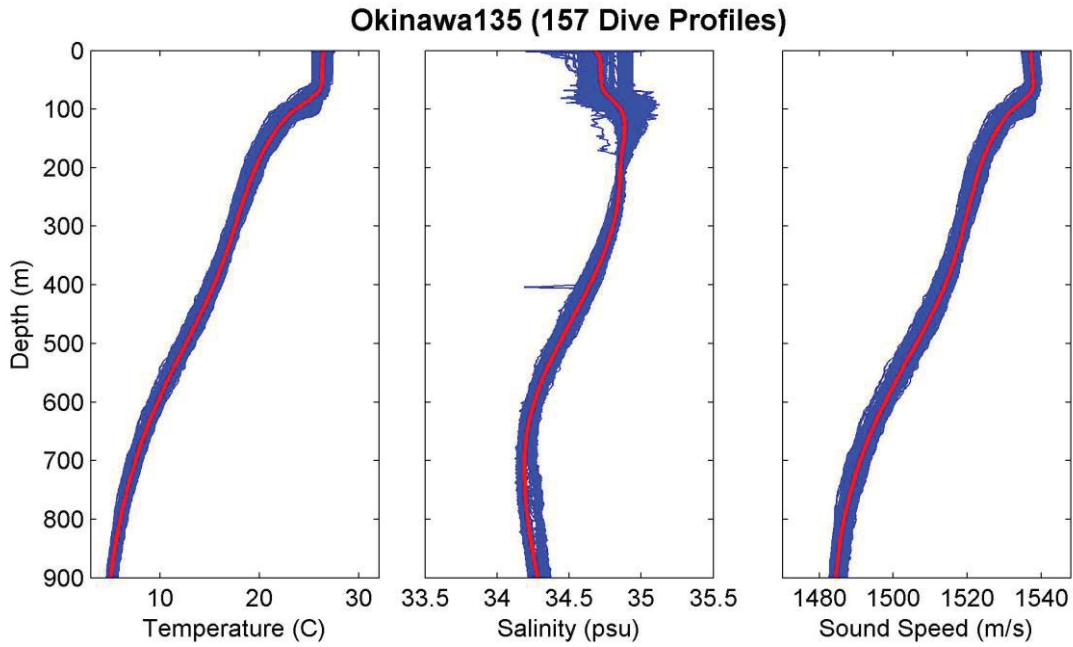 Okinawa135 (157 Dive Profiles)
0
100
200
300
400
500
600
700
800
900
Depth (m)
10 20 30
Temperature (C)
33.5 34 34.5 35 35.5
Salinity (psu)
1480 1500 1520 1540
Sound Speed (m/s)